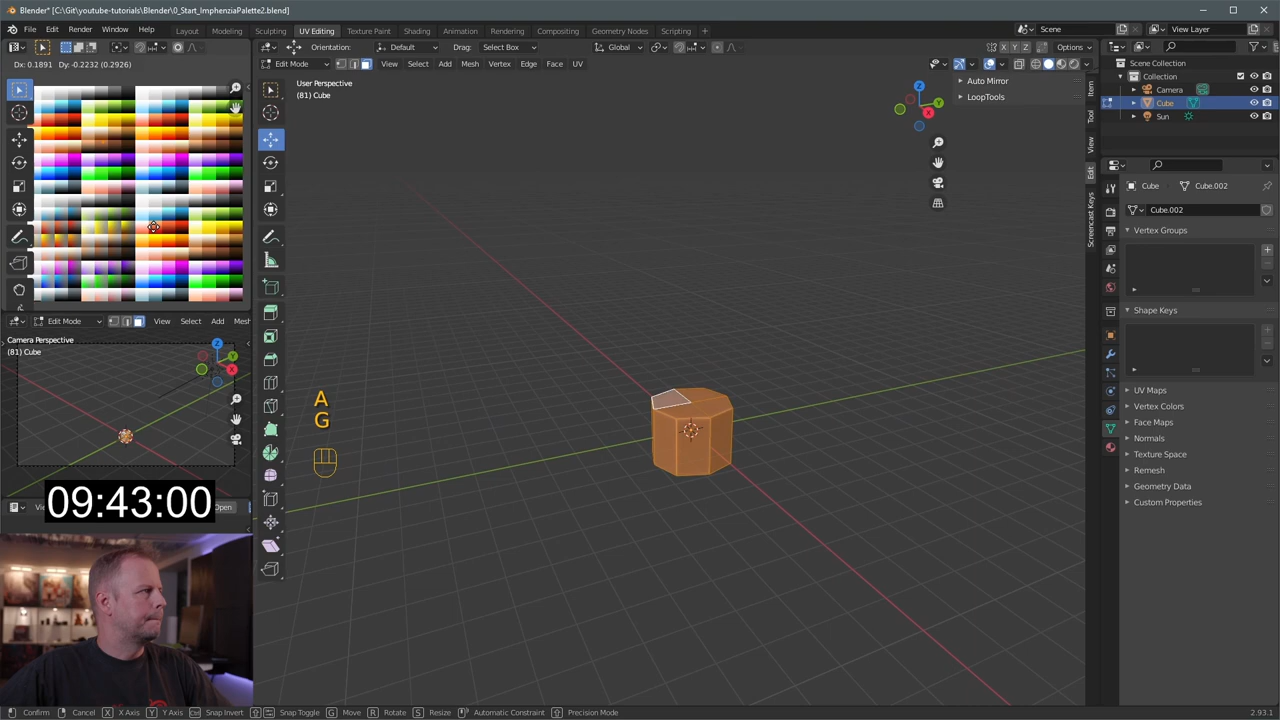 Blender* [C:\Git\youtube-tutorials\Blender\0_Start_ImphenziaPalette2.blend]
File Edit Render Window Help
Layout Modeling Sculpting UV Editing Texture Paint Shading Animation Rendering Compositing Geometry Nodes Scripting
Scene View Layer
Orientation: Default Drag: Select Box Global X Y Z Options
Dx: 0.1891 Dy: -0.2232 (0.2926)
Edit Mode View Select Add Mesh Vertex Edge Face UV
User Perspective
(81) Cube
Auto Mirror
LoopTools
Item
Tool
View
Edit
Screencast Keys
Scene Collection
Collection
Camera
Cube
Sun
Cube Cube.002
Cube.002
Vertex Groups
Shape Keys
UV Maps
Vertex Colors
Face Maps
Normals
Texture Space
Remesh
Geometry Data
Custom Properties
Edit Mode View Select Add Mesh
Camera Perspective
(81) Cube
A
G
Open
09:43:00
Confirm Cancel X X Axis Y Y Axis Snap Invert Snap Toggle G Move R Rotate S Resize Automatic Constraint Precision Mode
2.93.1